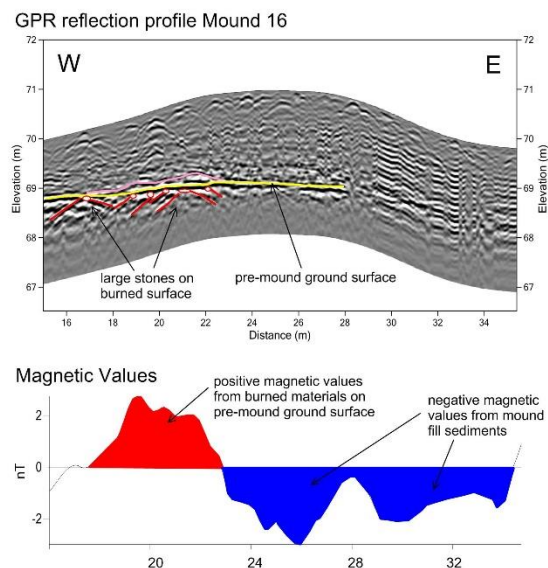 GPR reflection profile Mound 16
72
72
W
E
71
71
70
70
69
69
68
68
67
67
Elevation (m)
Elevation (m)
large stones on
burned surface
pre-mound ground surface
16 18 20 22 24 26 28 30 32 34
Distance (m)
Magnetic Values
positive magnetic values
from burned materials on
pre-mound ground surface
negative magnetic
values from mound
fill sediments
2
0
-2
nT
20 24 28 32